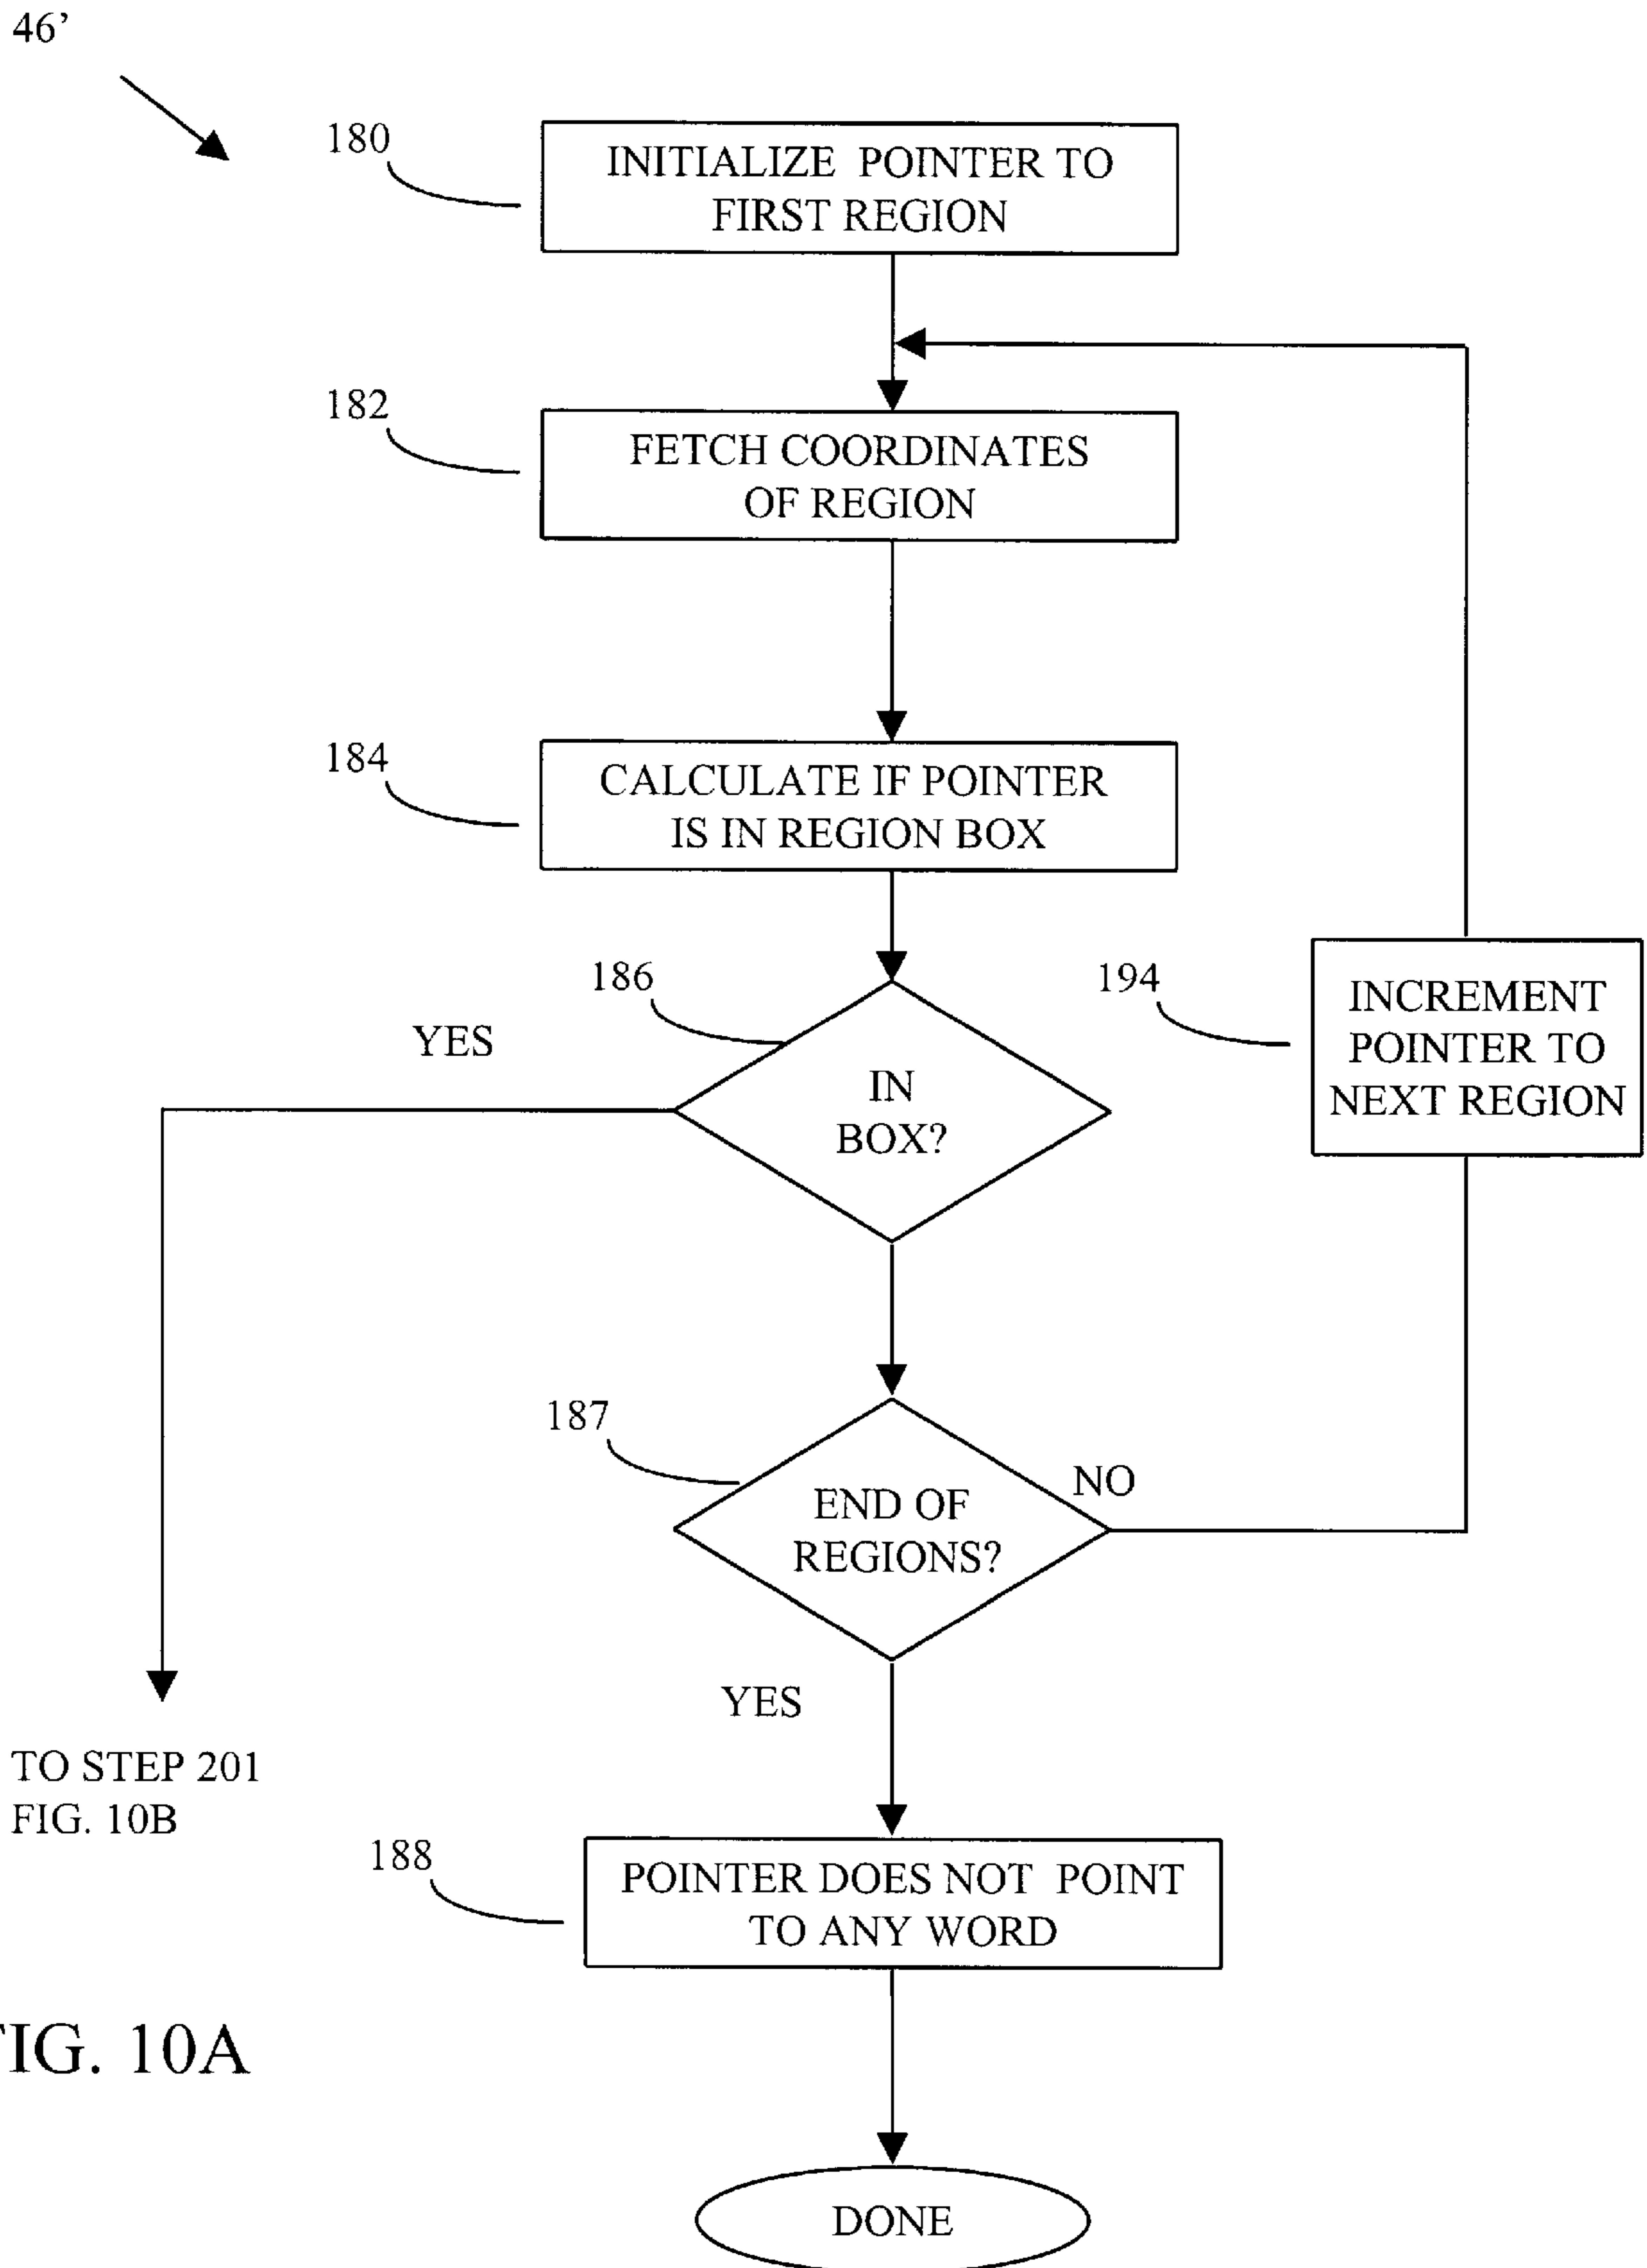 46’
180
INITIALIZE POINTER TO
FIRST REGION
182
FETCH COORDINATES
OF REGION
184
CALCULATE IF POINTER
IS IN REGION BOX
186
YES
IN
BOX?
194
INCREMENT
POINTER TO
NEXT REGION
187
END OF
REGIONS?
NO
YES
TO STEP 201
FIG. 10B
188
POINTER DOES NOT POINT
TO ANY WORD
FIG. 10A
DONE